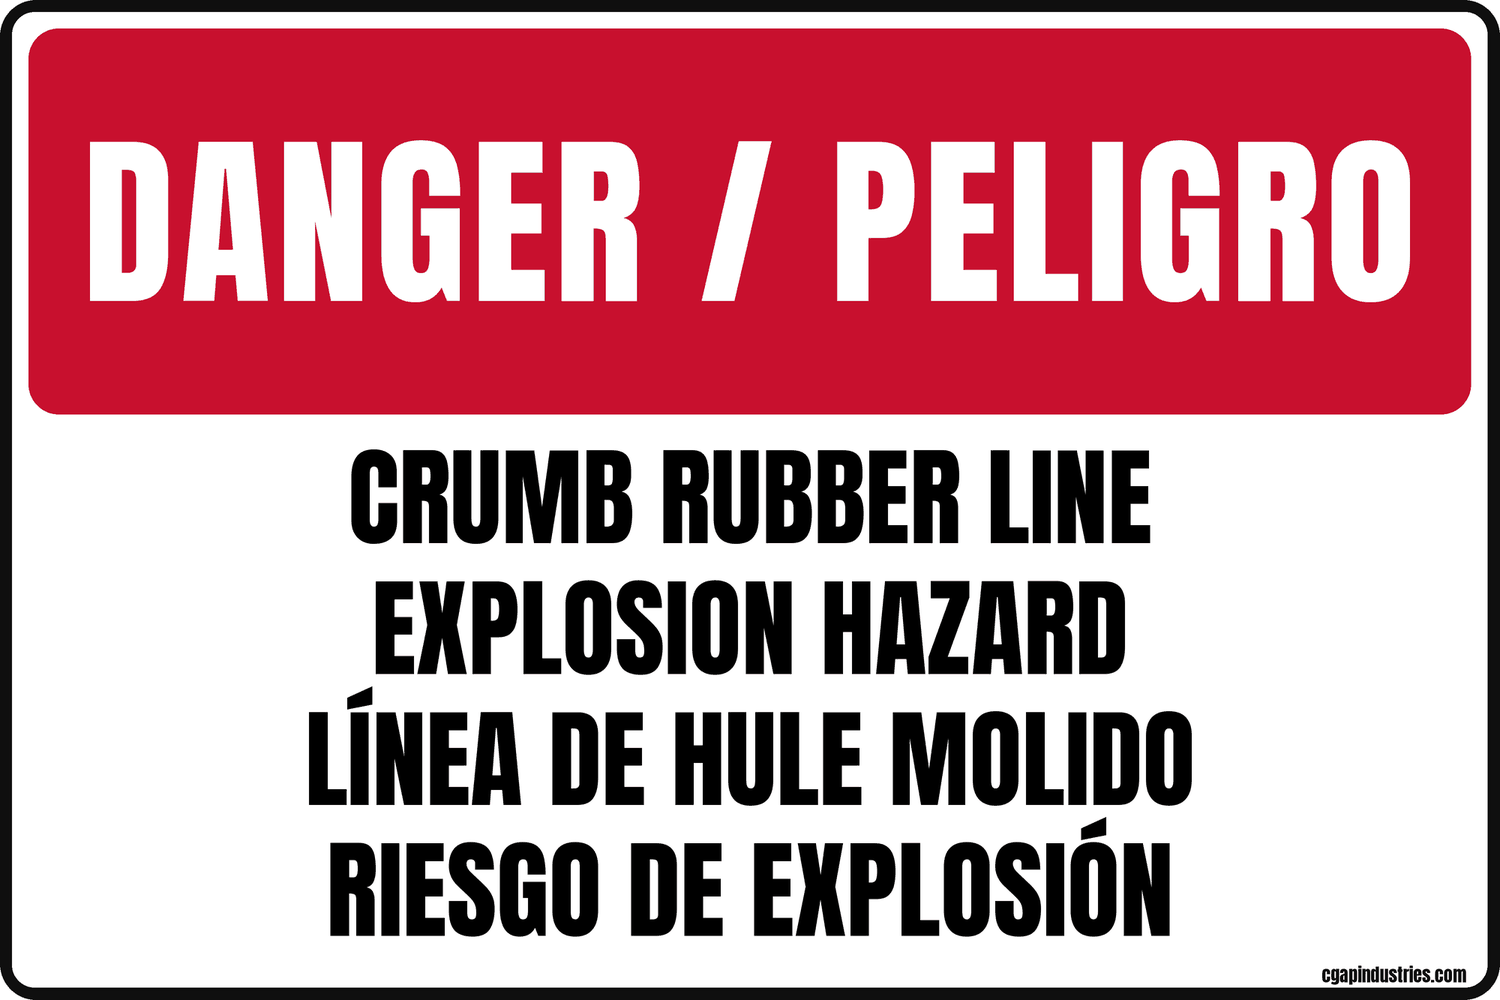 DANGER / PELIGRO
CRUMB RUBBER LINE
EXPLOSION HAZARD
LÍNEA DE HULE MOLIDO
RIESGO DE EXPLOSIÓN
cgapindustries.com